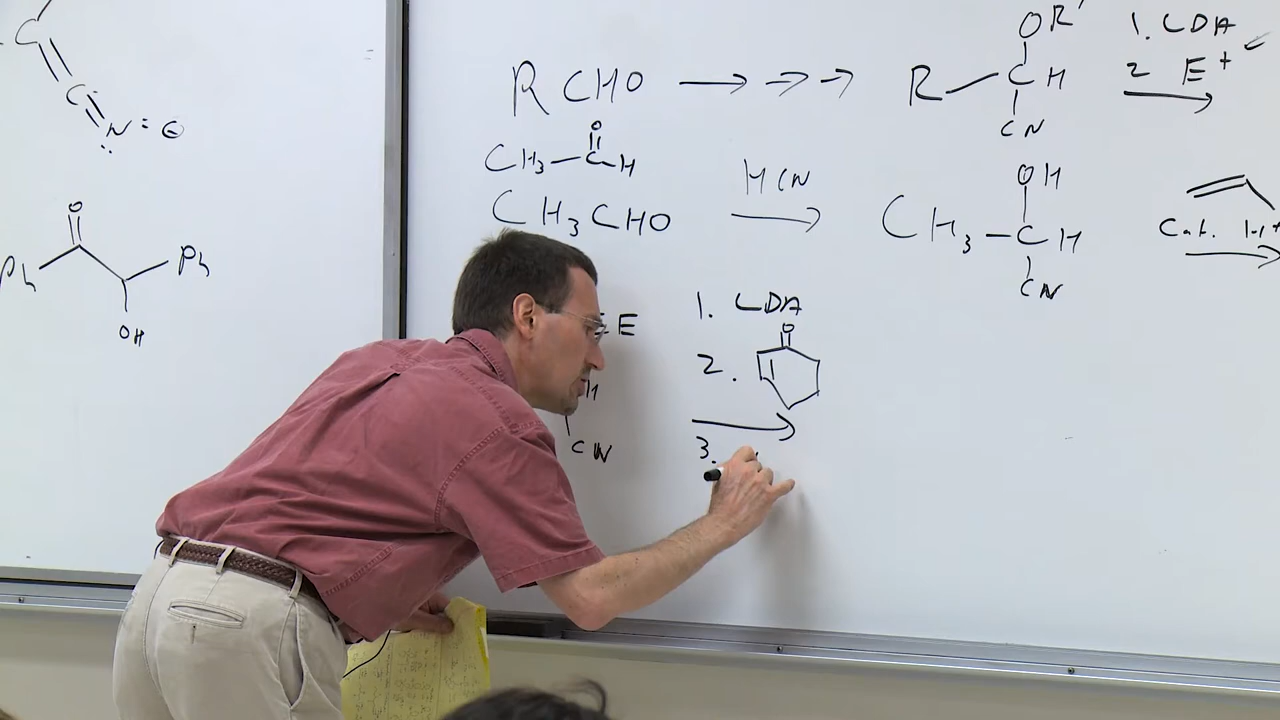 C
C
N : ⊖
O
Ph
Ph
OH
R CHO → → →
OR'
R — C H
CN
1. LDA
2 E+
O
CH3 — C H
CH3CHO
HCN
OH
CH3 — C H
CN
Cat. H+
E
CN
1. LDA
2.
O
3.